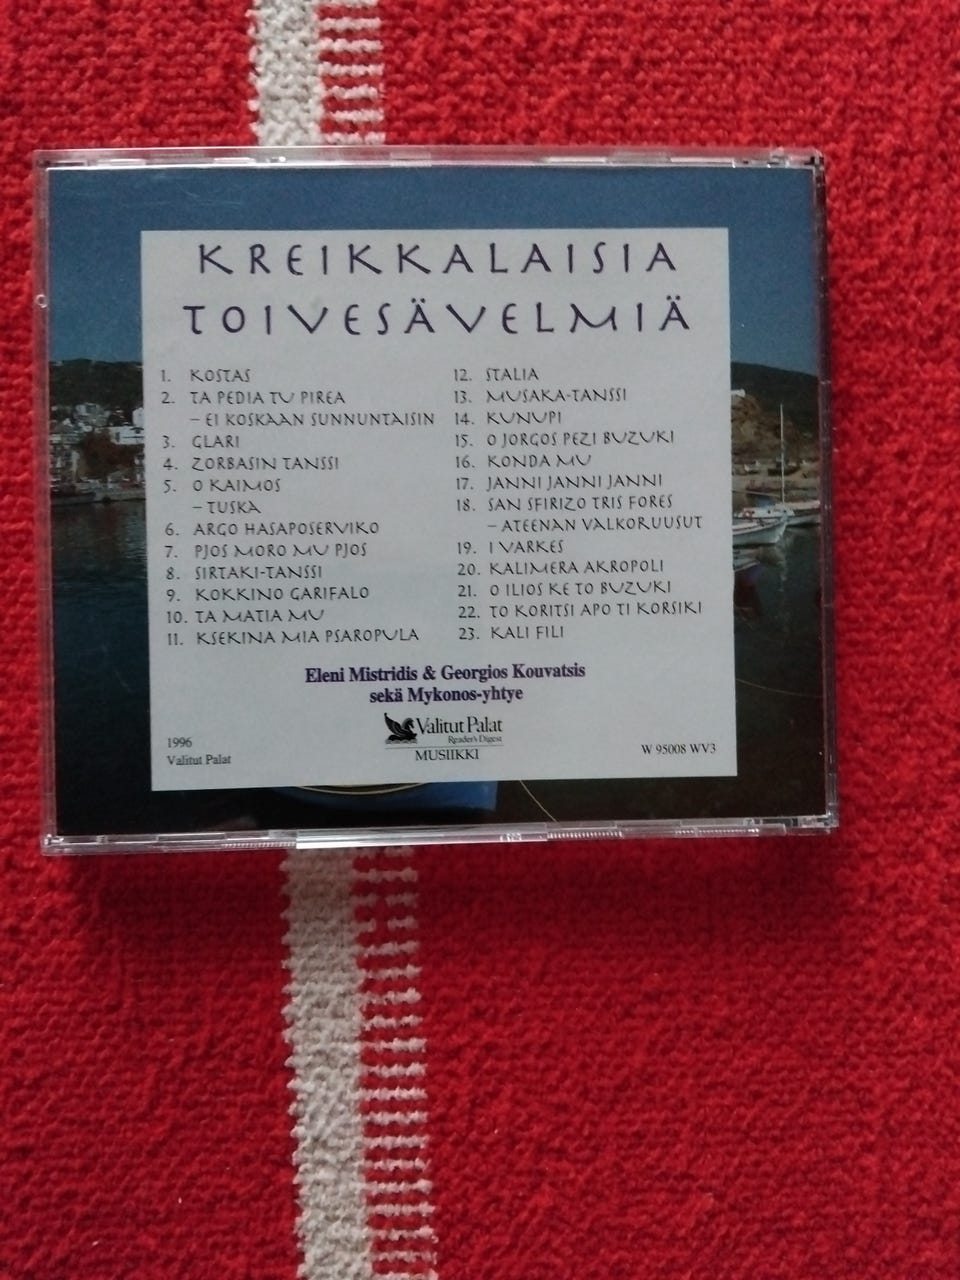 KREIKKALAISIA
TOIVESÄVELMIÄ
1. KOSTAS
2. TA PEDIA TU PIREA
– EI KOSKAAN SUNNUNTAISIN
3. GLARI
4. ZORBASIN TANSSI
5. O KAIMOS
– TUSKA
6. ARGO HASAPOSERVIKO
7. PJOS MORO MU PJOS
8. SIRTAKI-TANSSI
9. KOKKINO GARIFALO
10. TA MATIA MU
11. KSEKINA MIA PSAROPULA
12. STALIA
13. MUSAKA-TANSSI
14. KUNUPI
15. O JORGOS PEZI BUZUKI
16. KONDA MU
17. JANNI JANNI JANNI
18. SAN SFIRIZO TRIS FORES
– ATEENAN VALKORUUSUT
19. I VARKES
20. KALIMERA AKROPOLI
21. O ILIOS KE TO BUZUKI
22. TO KORITSI APO TI KORSIKI
23. KALI FILI
Eleni Mistridis & Georgios Kouvatsis
sekä Mykonos-yhtye
Valitut Palat
Reader's Digest
MUSIIKKI
1996
Valitut Palat
W 95008 WV3